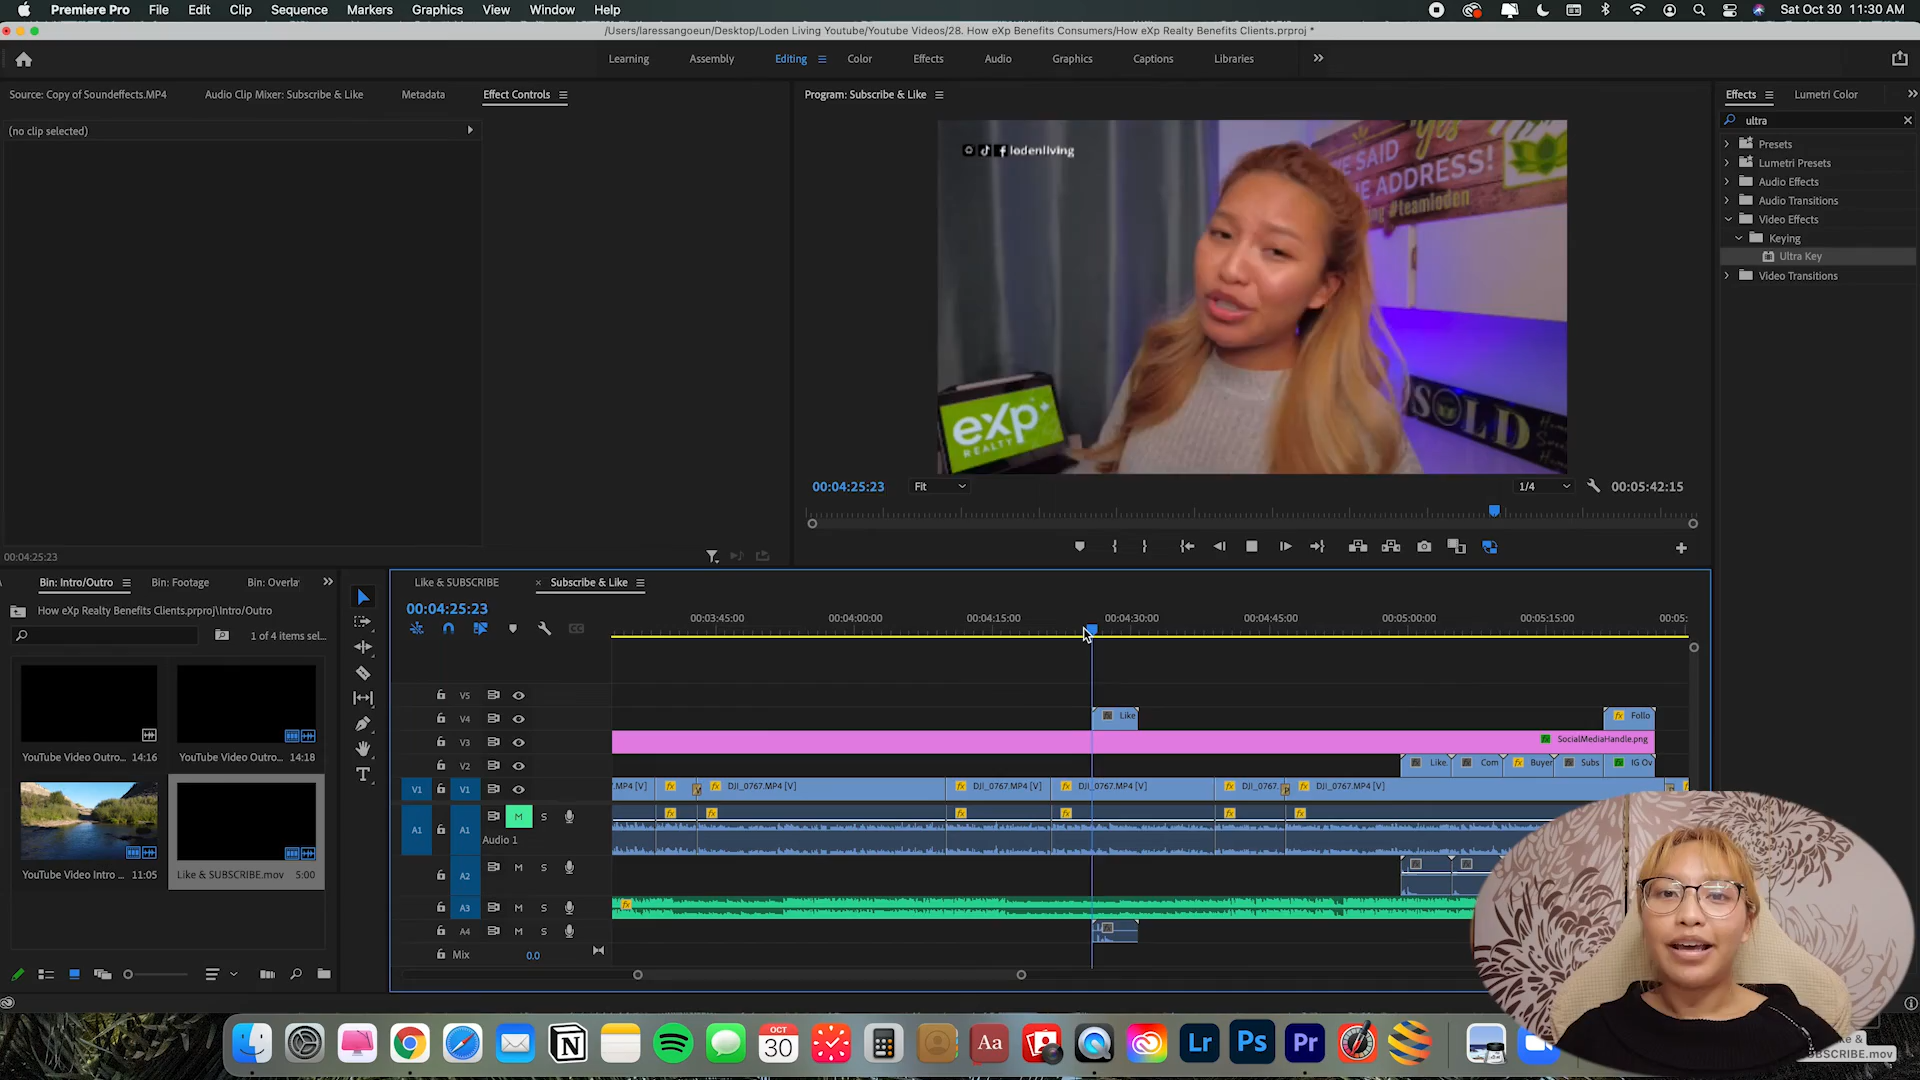 Premiere Pro File Edit Clip Sequence Markers Graphics View Window Help Sat Oct 30 11:30 AM
/Users/laressangoeun/Desktop/Loden Living Youtube/Youtube Videos/28. How eXp Benefits Consumers/How eXp Realty Benefits Clients.prproj *
Learning Assembly Editing Color Effects Audio Graphics Captions Libraries
Source: Copy of Soundeffects.MP4 Audio Clip Mixer: Subscribe & Like Metadata Effect Controls
(no clip selected)
00:04:25:23
Program: Subscribe & Like
lodenliving
SAID
ADDRESS!
#teamloden
eXp
REALTY
SOLD
00:04:25:23 Fit 1/4 00:05:42:15
Effects Lumetri Color
ultra
Presets
Lumetri Presets
Audio Effects
Audio Transitions
Video Effects
Keying
Ultra Key
Video Transitions
Bin: Intro/Outro Bin: Footage Bin: Overla
How eXp Realty Benefits Clients.prproj\Intro/Outro
1 of 4 items sel...
YouTube Video Outro... 14:16 YouTube Video Outro... 14:18
YouTube Video Intro ... 11:05 Like & SUBSCRIBE.mov 5:00
Like & SUBSCRIBE × Subscribe & Like
00:04:25:23
00:03:45:00 00:04:00:00 00:04:15:00 00:04:30:00 00:04:45:00 00:05:00:00 00:05:15:00 00:05:
V5
V4 Like Follo
V3 SocialMediaHandle.png
V2 Like. Com Buyer Subs IG Ov
V1 V1 .MP4 [V] DJI_0767.MP4 [V] DJI_0767.MP4 [V] DJI_0767.MP4 [V] DJI_0767. DJI_0767.MP4 [V]
A1 A1 M S
Audio 1
A2 M S
A3 M S
A4 M S
Mix 0.0
OCT
30
Aa
Lr
Ps
Pr